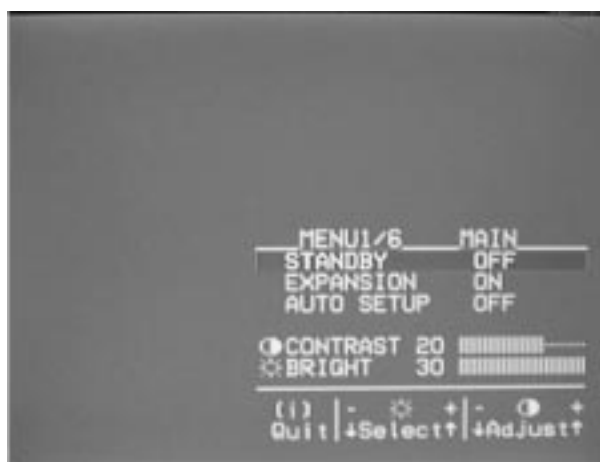 MENU1/6 MAIN
STANDBY OFF
EXPANSION ON
AUTO SETUP OFF
CONTRAST 20
BRIGHT 30
(i) - + - +
Quit ↓Select↑ ↓Adjust↑